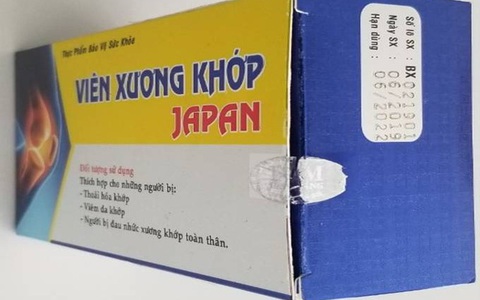 Thực Phẩm Bảo Vệ Sức Khỏe
VIÊN XƯƠNG KHỚP
JAPAN
Đối tượng sử dụng
Thích hợp cho những người bị:
- Thoái hóa khớp
- Viêm đa khớp
- Người bị đau nhức xương khớp toàn thân.
Số lô SX: BX021901
Ngày SX : 06/2019
Hạn dùng : 06/2022